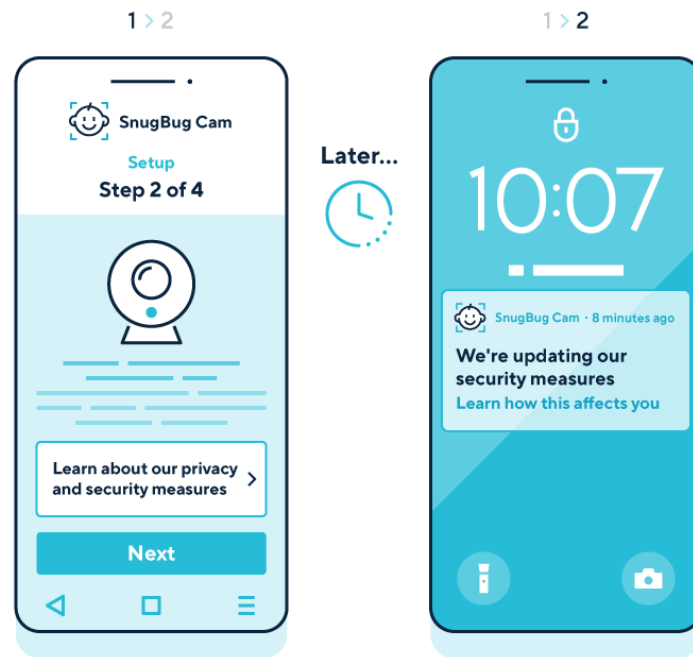 1 > 2
SnugBug Cam
Setup
Step 2 of 4
Learn about our privacy
and security measures
Next
Later...
1 > 2
10:07
SnugBug Cam · 8 minutes ago
We're updating our
security measures
Learn how this affects you